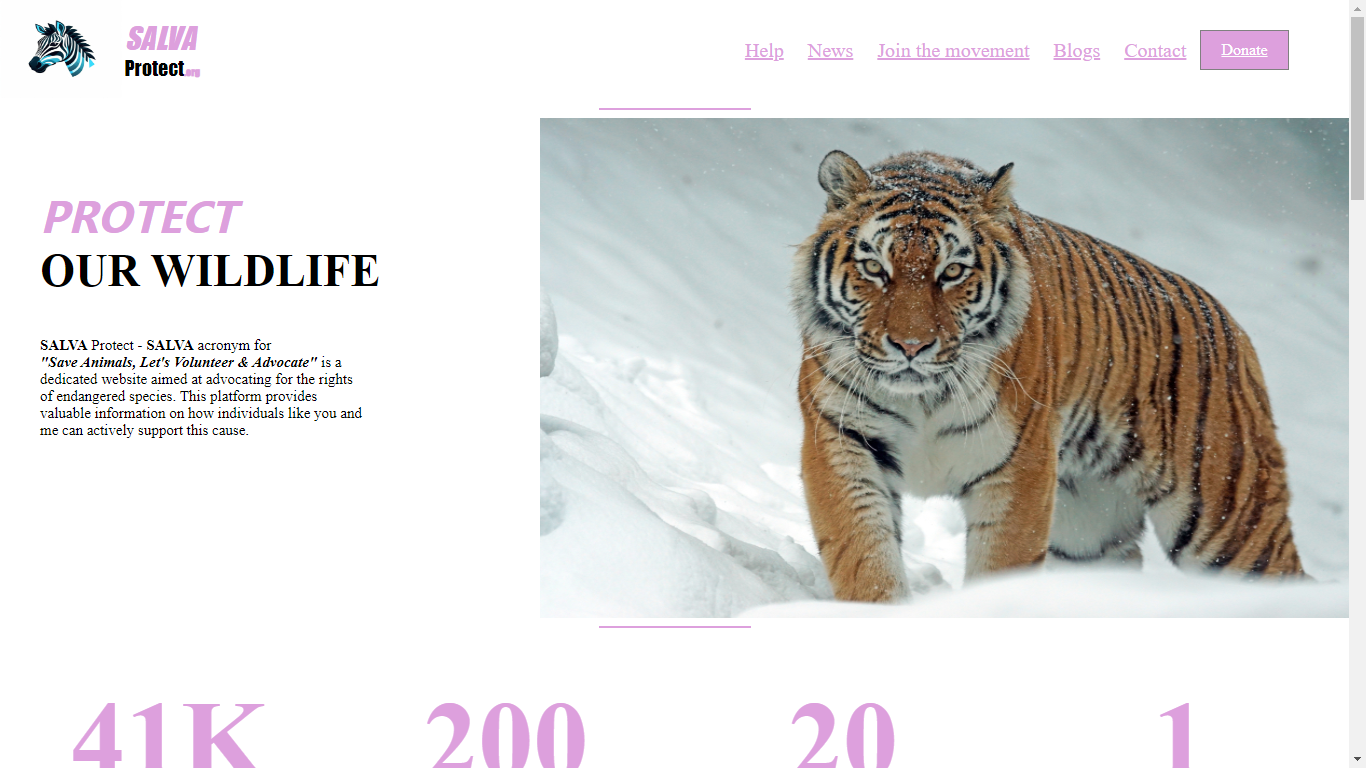 SALVA
Protect.org
Help News Join the movement Blogs Contact Donate
PROTECT
OUR WILDLIFE
SALVA Protect - SALVA acronym for
"Save Animals, Let's Volunteer & Advocate" is a
dedicated website aimed at advocating for the rights
of endangered species. This platform provides
valuable information on how individuals like you and
me can actively support this cause.
41K 200 20 1